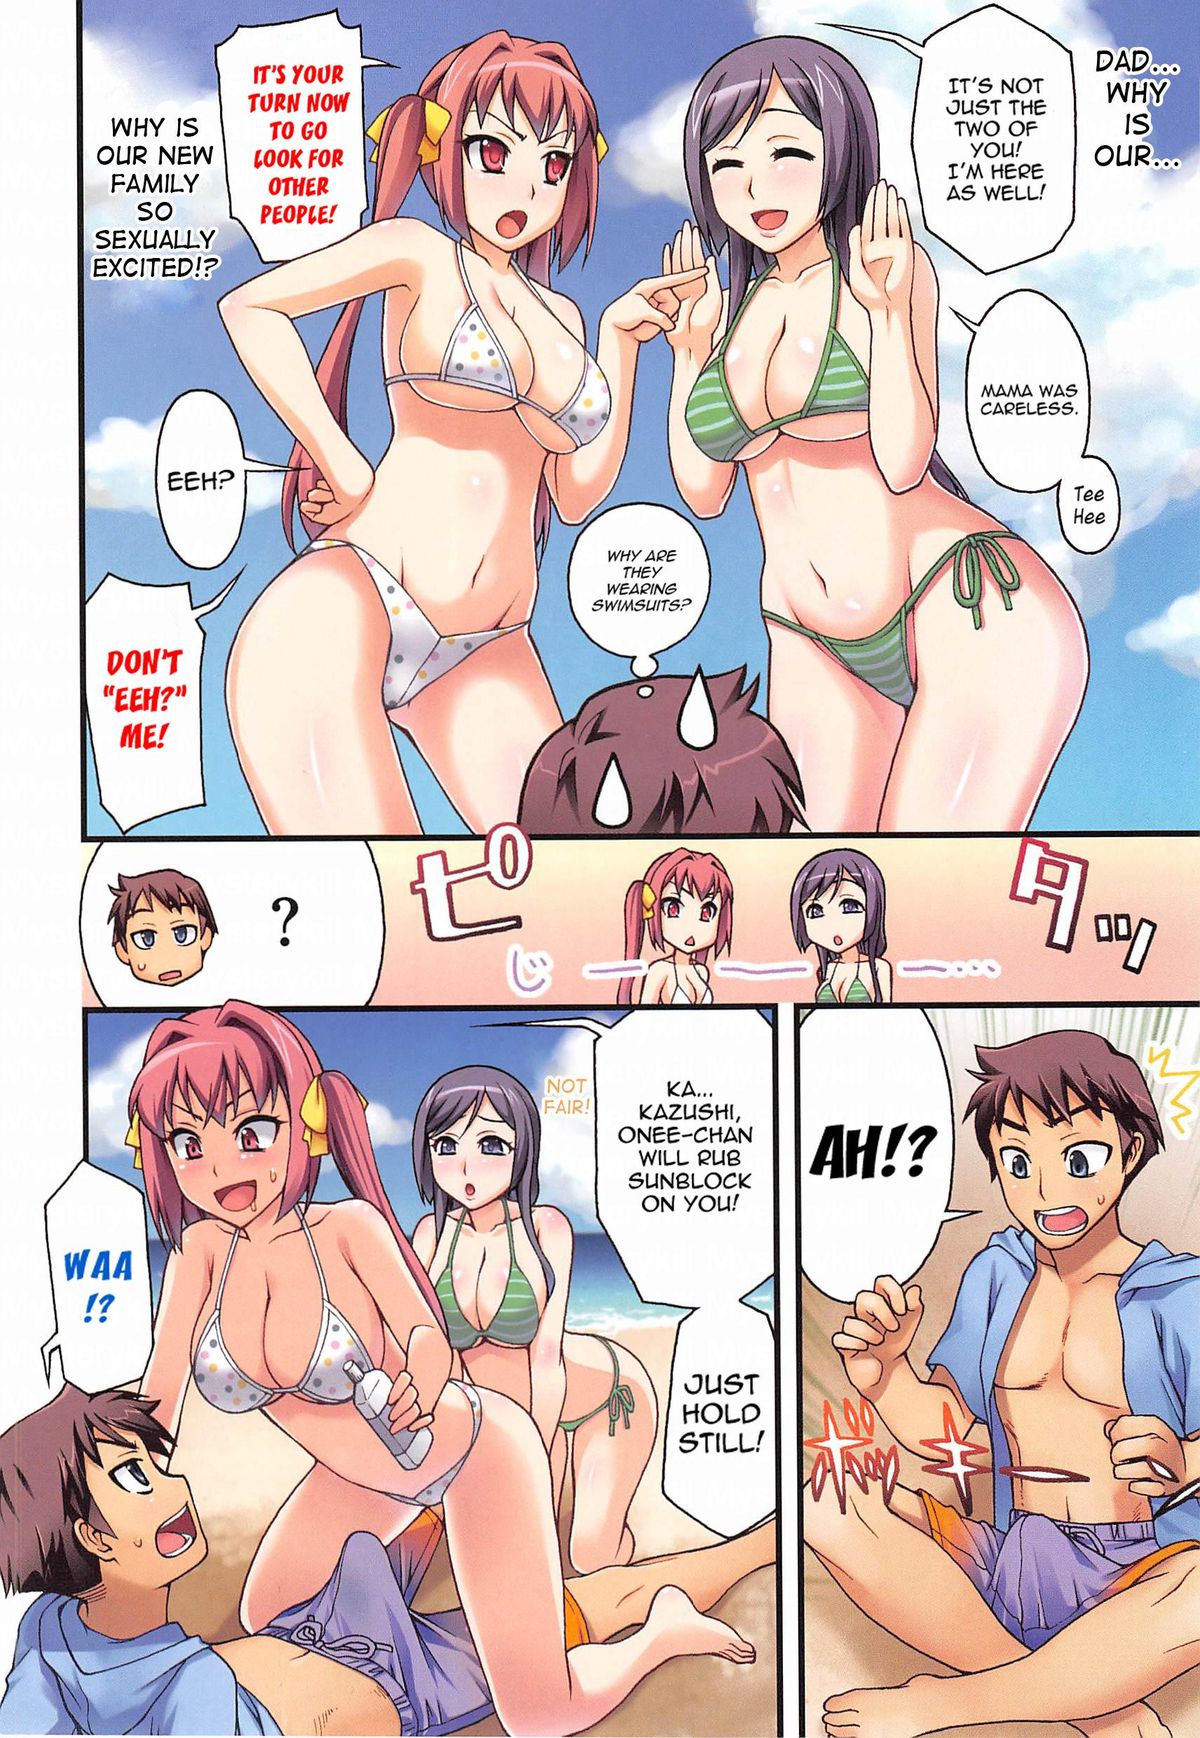 DAD...
WHY
IS
OUR...
IT'S NOT
JUST THE
TWO OF
YOU!
I'M HERE
AS WELL!
MAMA WAS
CARELESS.
Tee
Hee
IT'S YOUR
TURN NOW
TO GO
LOOK FOR
OTHER
PEOPLE!
WHY IS
OUR NEW
FAMILY
SO
SEXUALLY
EXCITED!?
EEH?
WHY ARE
THEY
WEARING
SWIMSUITS?
DON'T
"EEH?"
ME!
ピタッ
じーーー…
?
AH!?
KA...
KAZUSHI,
ONEE-CHAN
WILL RUB
SUNBLOCK
ON YOU!
NOT
FAIR!
JUST
HOLD
STILL!
WAA
!?